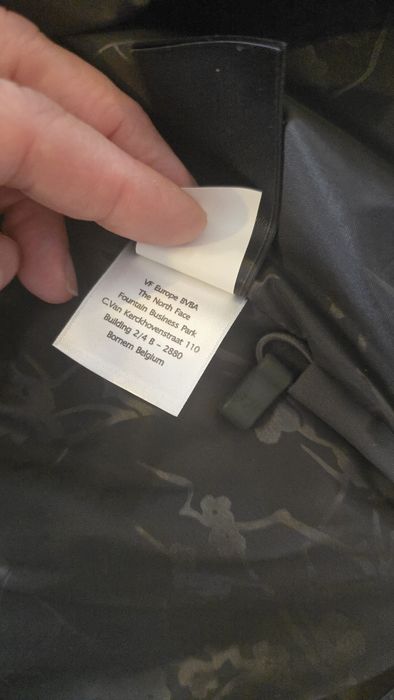 VF Europe BVBA
The North Face
Fountain Business Park
C.Van Kerckhovenstraat 110
Building 2/4 B - 2880
Bornem Belgium